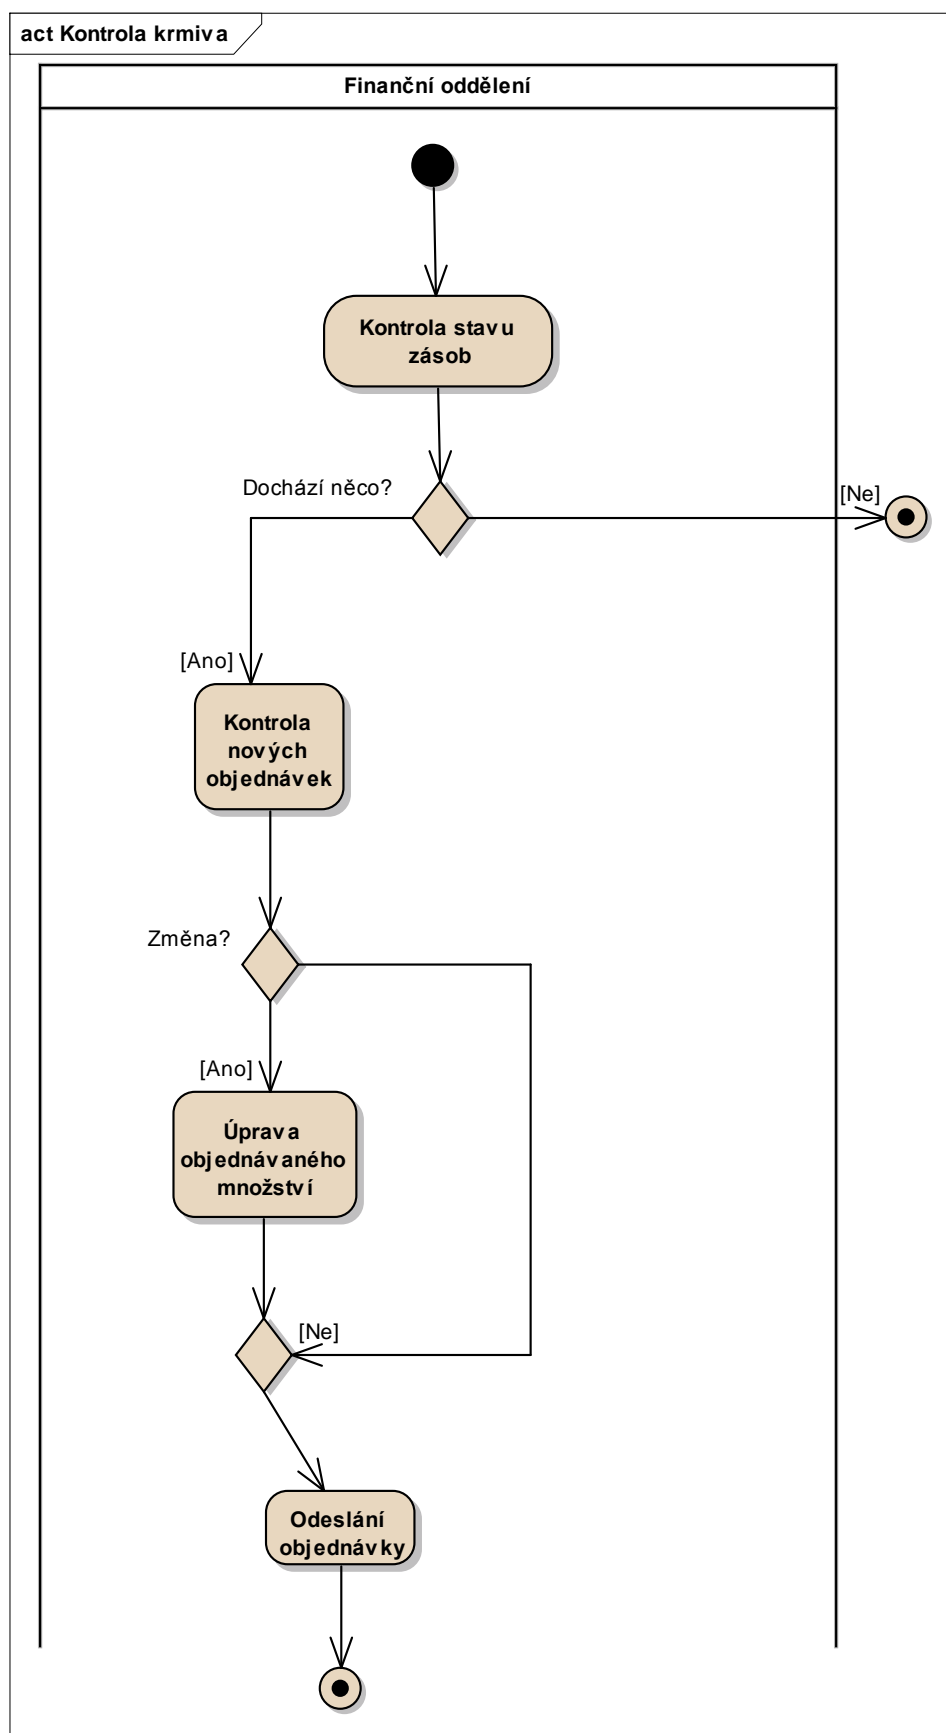 act Kontrola krmiva
Finanční oddělení
Kontrola stavu
zásob
Dochází něco?
[Ne]
[Ano]
Kontrola
nových
objednávek
Změna?
[Ano]
Úprava
objednávaného
množství
[Ne]
Odeslání
objednávky